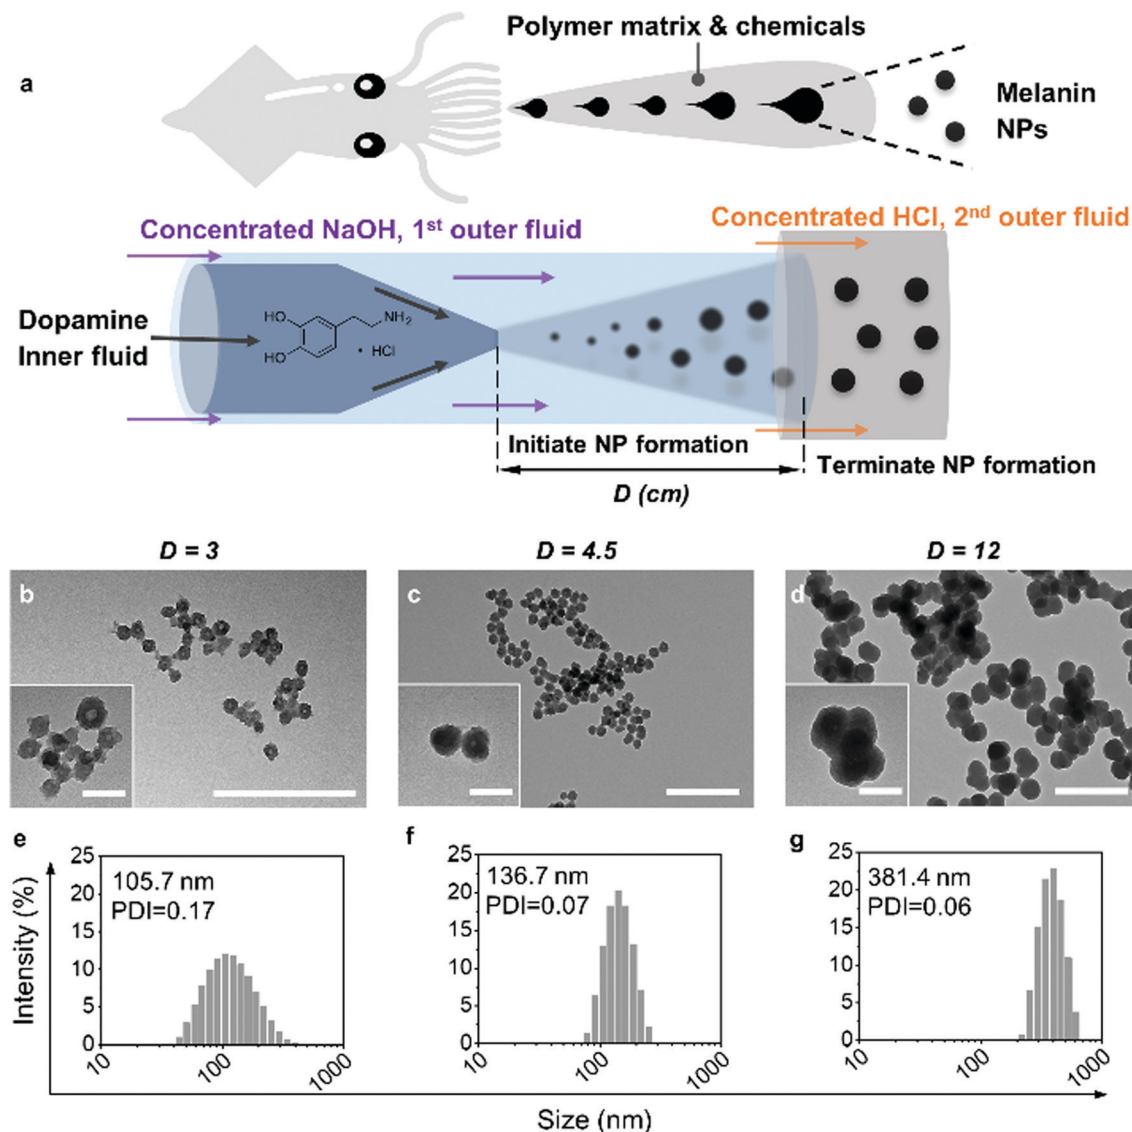 a
Polymer matrix & chemicals
Melanin
NPs
Concentrated NaOH, 1st outer fluid
Concentrated HCl, 2nd outer fluid
Dopamine
Inner fluid
HO
HO
NH2
• HCl
Initiate NP formation
Terminate NP formation
D (cm)
D = 3
D = 4.5
D = 12
b
c
d
e
f
g
Intensity (%)
25
20
15
10
5
0
105.7 nm
PDI=0.17
10
100
1000
25
20
15
10
5
0
136.7 nm
PDI=0.07
10
100
1000
25
20
15
10
5
0
381.4 nm
PDI=0.06
10
100
1000
Size (nm)